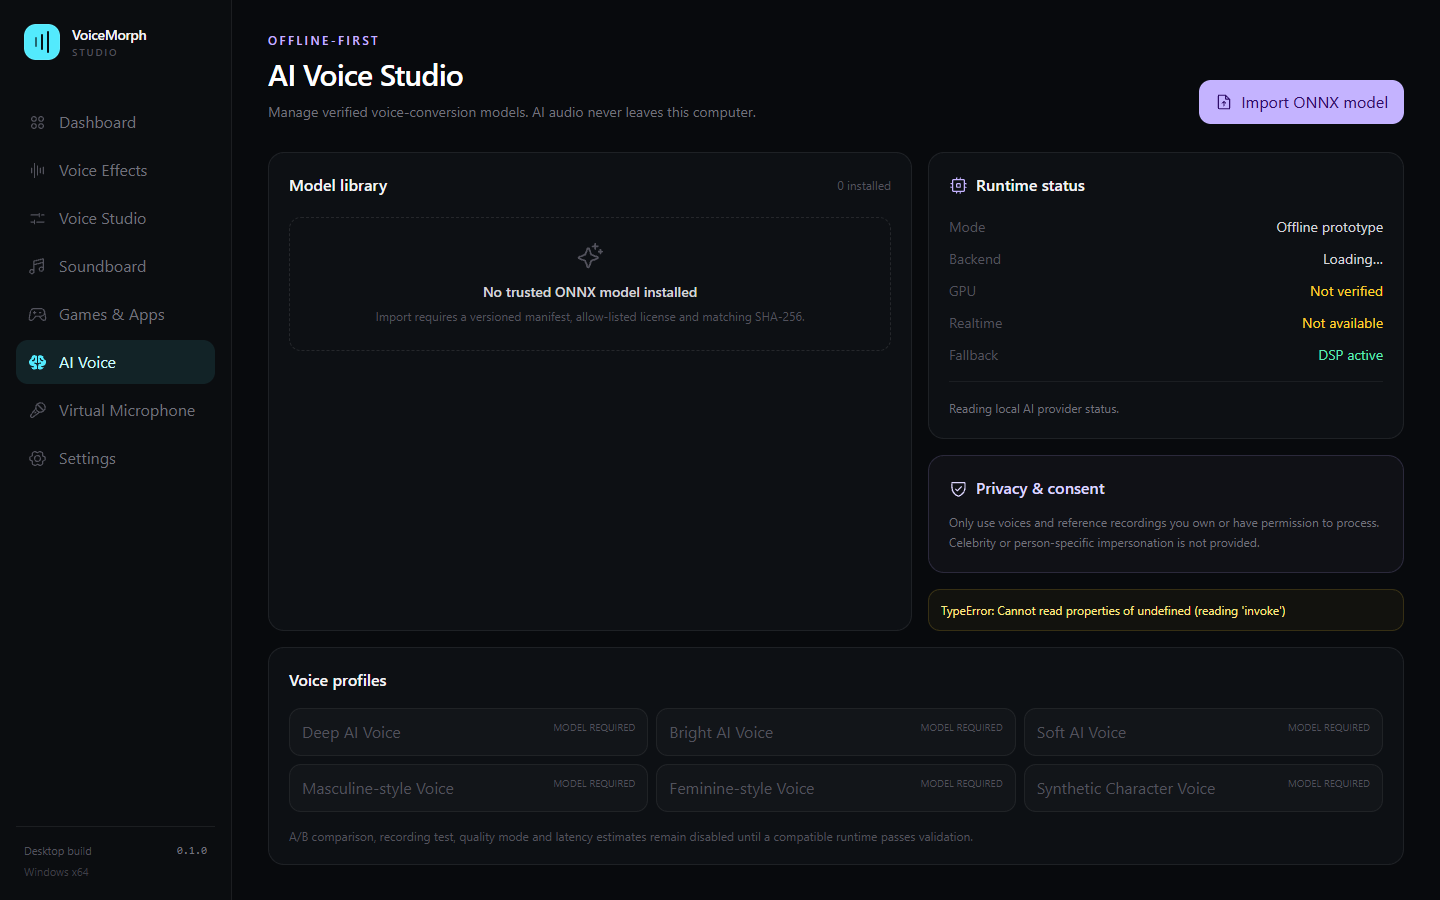 VoiceMorph
STUDIO
Dashboard
Voice Effects
Voice Studio
Soundboard
Games & Apps
AI Voice
Virtual Microphone
Settings
Desktop build 0.1.0
Windows x64
OFFLINE-FIRST
AI Voice Studio
Manage verified voice-conversion models. AI audio never leaves this computer.
Import ONNX model
Model library 0 installed
No trusted ONNX model installed
Import requires a versioned manifest, allow-listed license and matching SHA-256.
Runtime status
Mode Offline prototype
Backend Loading...
GPU Not verified
Realtime Not available
Fallback DSP active
Reading local AI provider status.
Privacy & consent
Only use voices and reference recordings you own or have permission to process.
Celebrity or person-specific impersonation is not provided.
TypeError: Cannot read properties of undefined (reading 'invoke')
Voice profiles
Deep AI Voice MODEL REQUIRED
Bright AI Voice MODEL REQUIRED
Soft AI Voice MODEL REQUIRED
Masculine-style Voice MODEL REQUIRED
Feminine-style Voice MODEL REQUIRED
Synthetic Character Voice MODEL REQUIRED
A/B comparison, recording test, quality mode and latency estimates remain disabled until a compatible runtime passes validation.